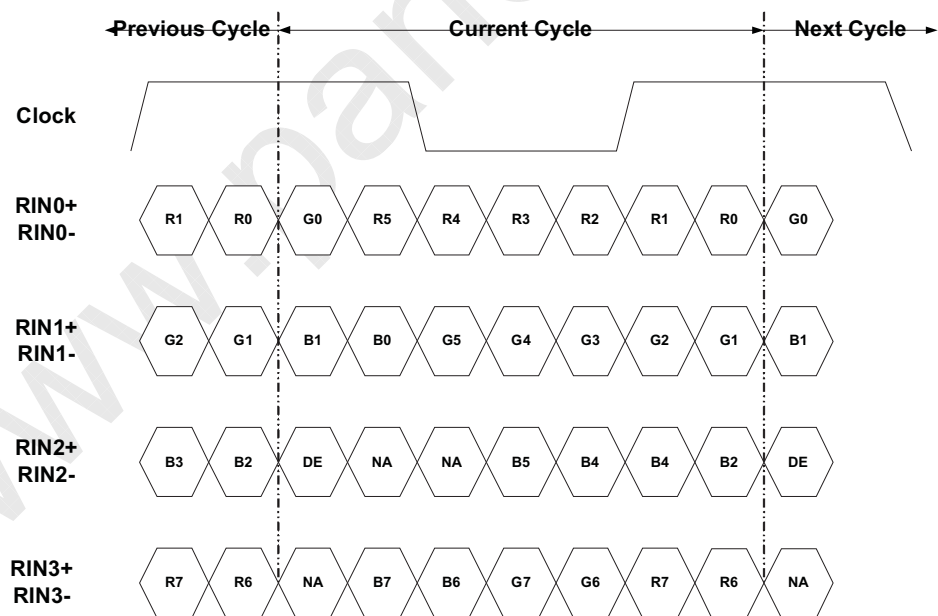 Previous Cycle Current Cycle Next Cycle
Clock
RIN0+
RIN0-
R1 R0 G0 R5 R4 R3 R2 R1 R0 G0
RIN1+
RIN1-
G2 G1 B1 B0 G5 G4 G3 G2 G1 B1
RIN2+
RIN2-
B3 B2 DE NA NA B5 B4 B4 B2 DE
RIN3+
RIN3-
R7 R6 NA B7 B6 G7 G6 R7 R6 NA